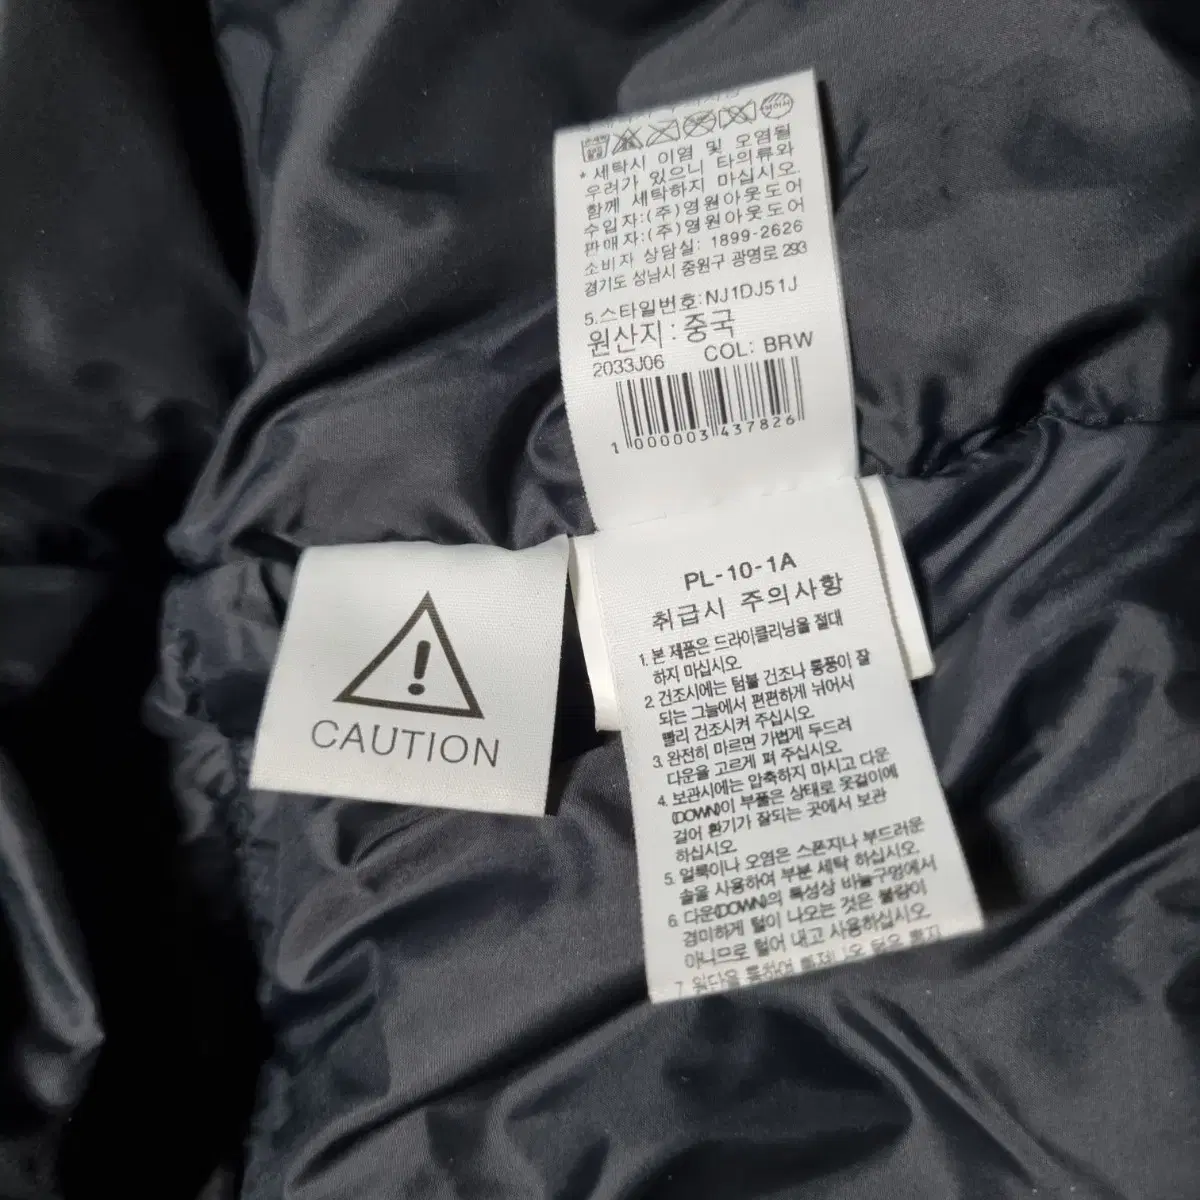 * 세탁시 이염 및 오염될
우려가 있으니 타의류와
함께 세탁하지 마십시오.
수입자:(주)영원아웃도어
판매자:(주)영원아웃도어
소비자 상담실: 1899-2626
경기도 성남시 중원구 광명로 293
5.스타일번호:NJ1DJ51J
원산지 : 중국
2033J06 COL: BRW
1 000003 437826
CAUTION
PL-10-1A
취급시 주의사항
1. 본 제품은 드라이클리닝을 절대
하지 마십시오.
2. 건조시에는 텀블 건조나 통풍이 잘
되는 그늘에서 편편하게 뉘어서
빨리 건조시켜 주십시오.
3. 완전히 마르면 가볍게 두드려
다운을 고르게 펴 주십시오.
4. 보관시에는 압축하지 마시고 다운
(DOWN)이 부풀은 상태로 옷걸이에
걸어 환기가 잘되는 곳에서 보관
하십시오.
5. 얼룩이나 오염은 스폰지나 부드러운
솔을 사용하여 부분 세탁 하십시오.
6. 다운(DOWN)의 특성상 바늘구멍에서
경미하게 털이 나오는 것은 불량이
아니므로 털어 내고 사용하십시오.
7. 원단을